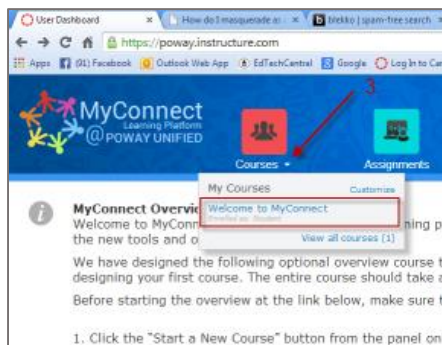 User Dashboard
How do I masquerade as
blekko | spam-free search
https://poway.instructure.com
Apps (91) Facebook Outlook Web App EdTechCentral Google Log In to Can
3
MyConnect
Learning Platform
@POWAY UNIFIED
Courses
Assignments
My Courses Customize
Welcome to MyConnect
Enrolled as: Student
View all courses (1)
MyConnect Overvie
Welcome to MyConn ning p
the new tools and o
We have designed the following optional overview course t
designing your first course. The entire course should take a
Before starting the overview at the link below, make sure t
1. Click the "Start a New Course" button from the panel on